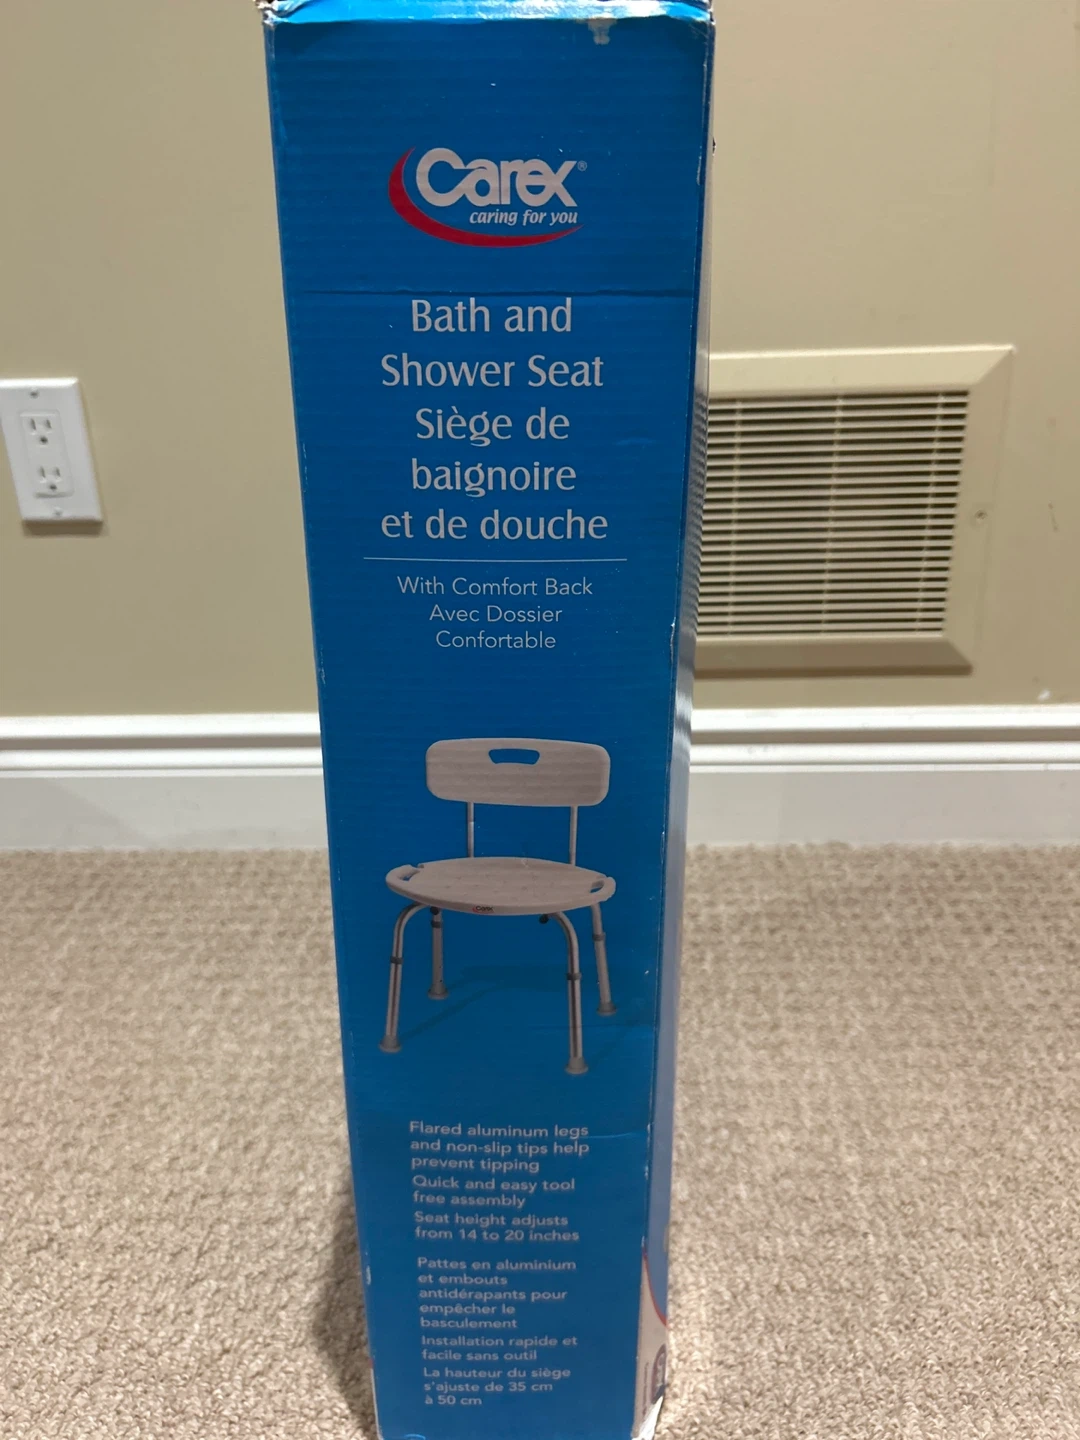 Carex®
caring for you
Bath and
Shower Seat
Siège de
baignoire
et de douche
With Comfort Back
Avec Dossier
Confortable
Carex
Flared aluminum legs
and non-slip tips help
prevent tipping
Quick and easy tool
free assembly
Seat height adjusts
from 14 to 20 inches
Pattes en aluminium
et embouts
antidérapants pour
empêcher le
basculement
Installation rapide et
facile sans outil
La hauteur du siège
s'ajuste de 35 cm
à 50 cm